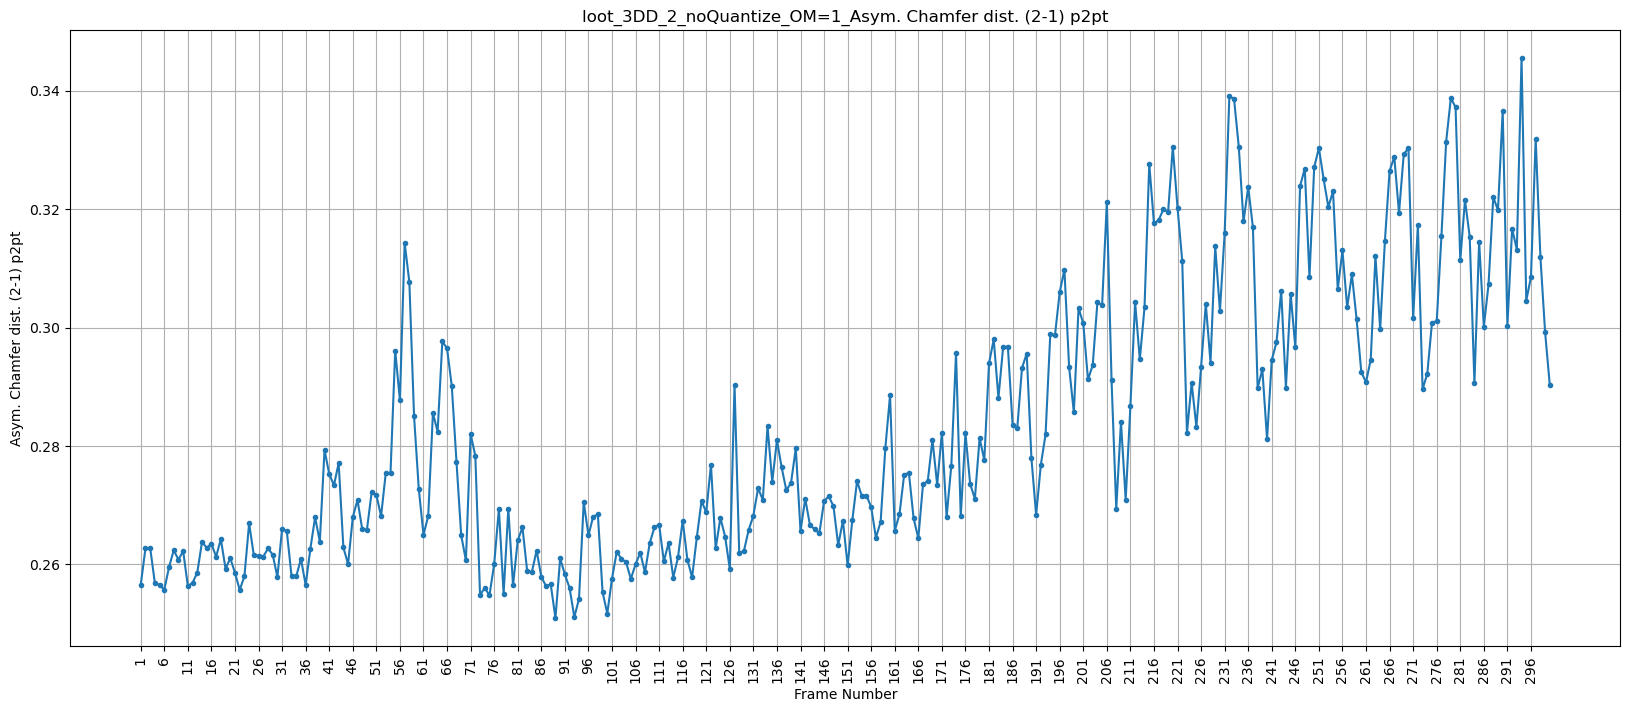 loot_3DD_2_noQuantize_OM=1_Asym. Chamfer dist. (2-1) p2pt
Asym. Chamfer dist. (2-1) p2pt
0.34
0.32
0.30
0.28
0.26
1 6 11 16 21 26 31 36 41 46 51 56 61 66 71 76 81 86 91 96 101 106 111 116 121 126 131 136 141 146 151 156 161 166 171 176 181 186 191 196 201 206 211 216 221 226 231 236 241 246 251 256 261 266 271 276 281 286 291 296
Frame Number